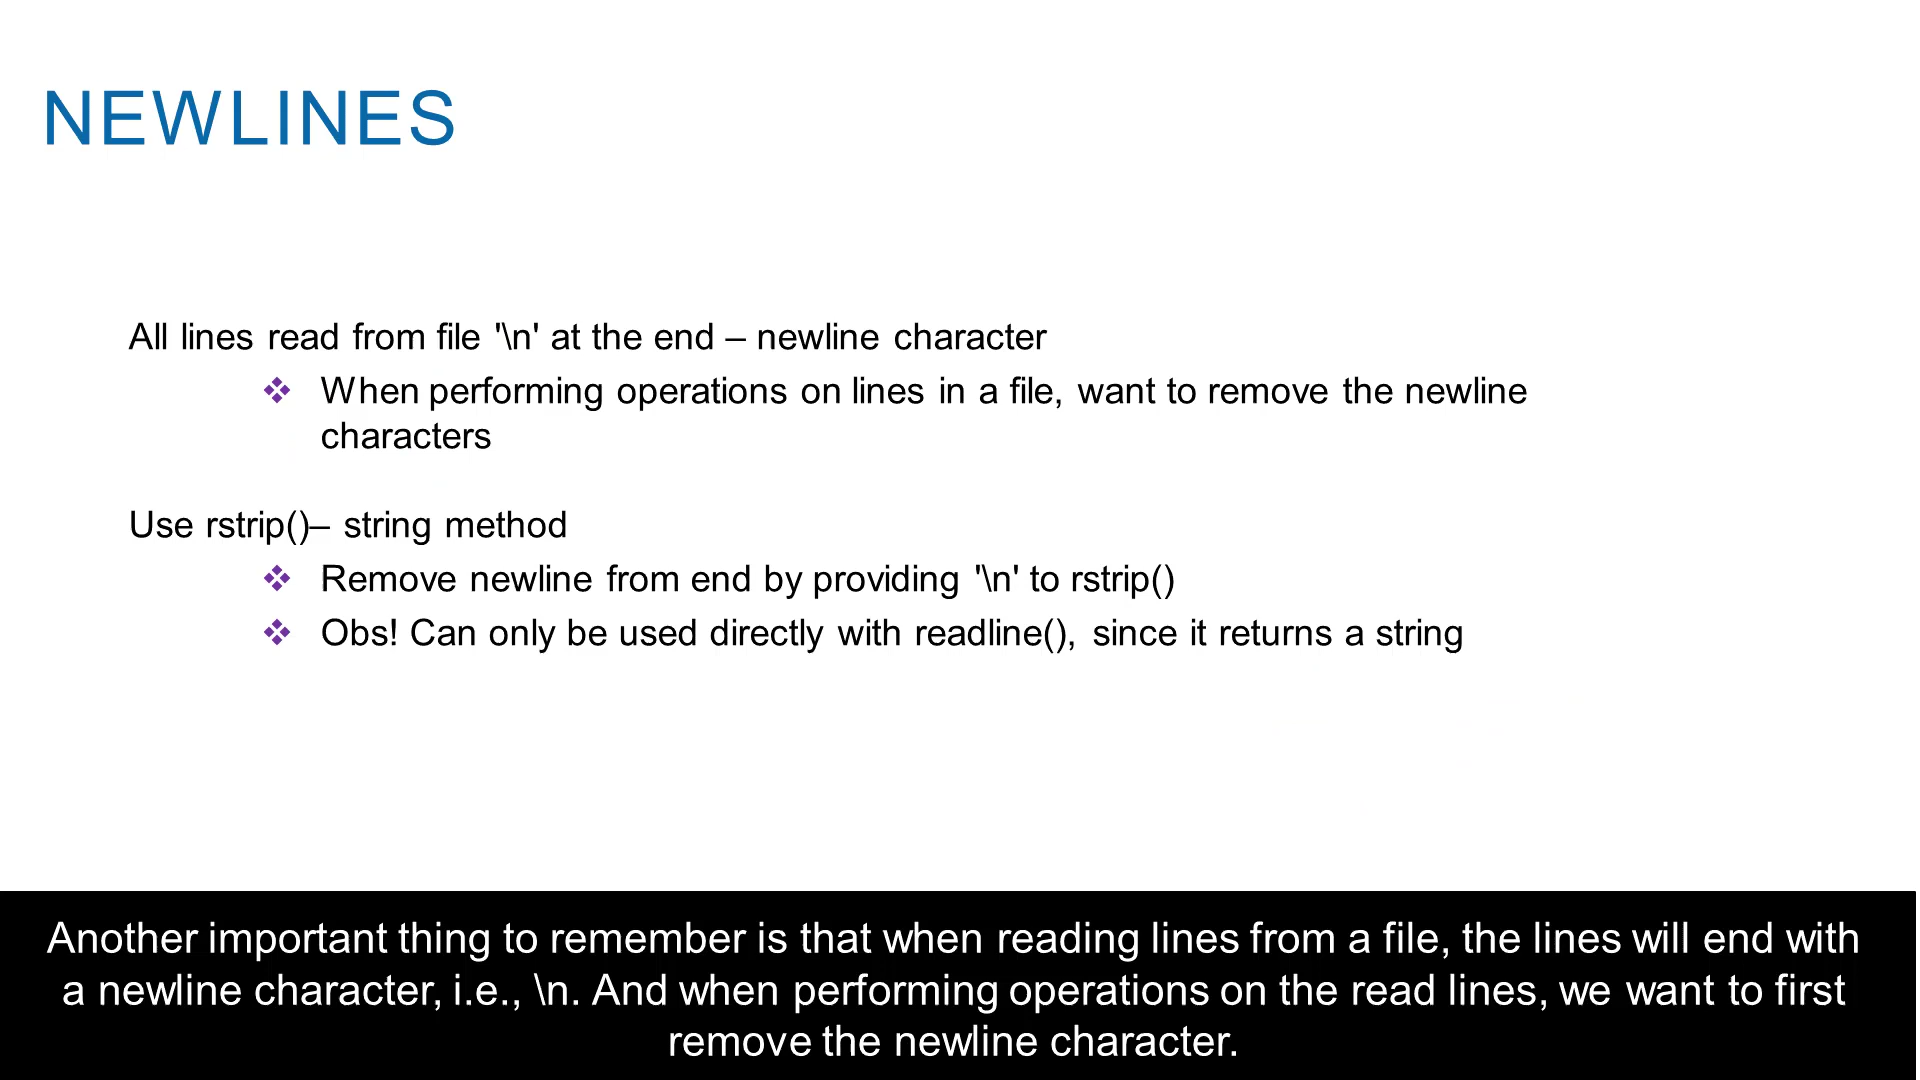 NEWLINES
All lines read from file '\n' at the end – newline character
❖ When performing operations on lines in a file, want to remove the newline
characters
Use rstrip()– string method
❖ Remove newline from end by providing '\n' to rstrip()
❖ Obs! Can only be used directly with readline(), since it returns a string
Another important thing to remember is that when reading lines from a file, the lines will end with
a newline character, i.e., \n. And when performing operations on the read lines, we want to first
remove the newline character.